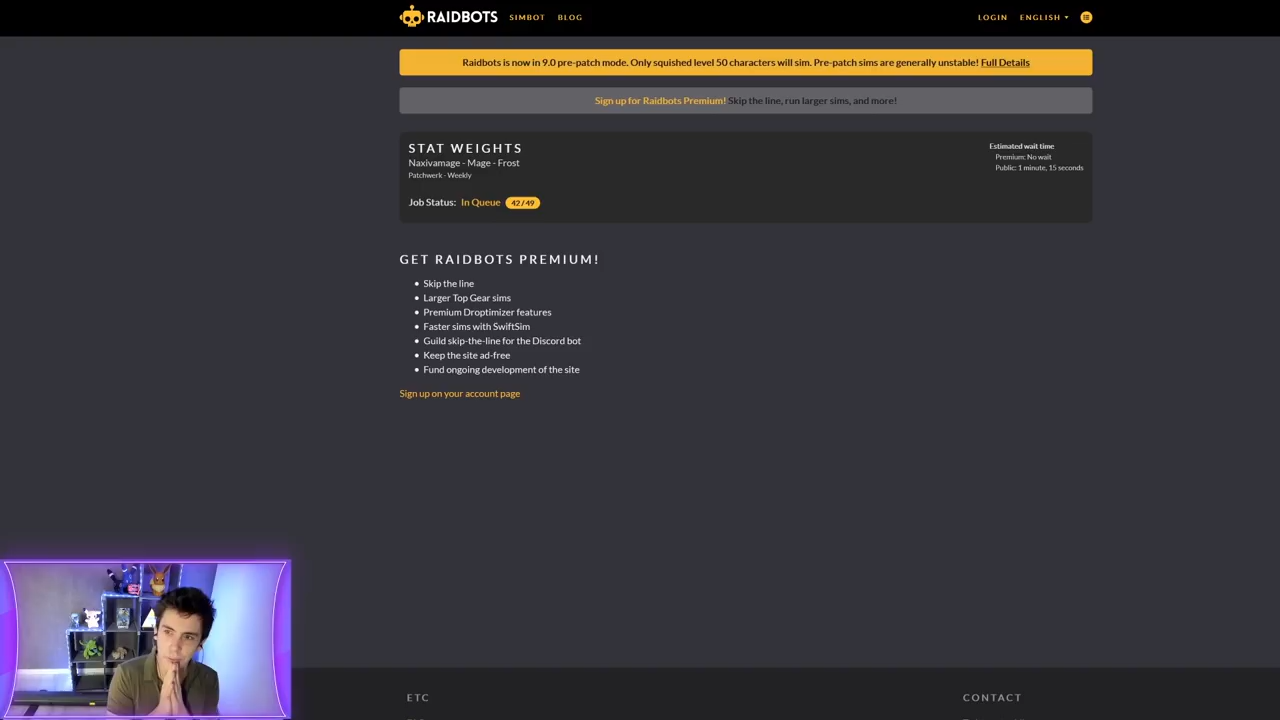 RAIDBOTS SIMBOT BLOG LOGIN ENGLISH
Raidbots is now in 9.0 pre-patch mode. Only squished level 50 characters will sim. Pre-patch sims are generally unstable! Full Details
Sign up for Raidbots Premium! Skip the line, run larger sims, and more!
STAT WEIGHTS
Naxivamage - Mage - Frost
Patchwerk - Weekly
Estimated wait time
Premium: No wait
Public: 1 minute, 15 seconds
Job Status: In Queue 42/49
GET RAIDBOTS PREMIUM!
Skip the line
Larger Top Gear sims
Premium Droptimizer features
Faster sims with SwiftSim
Guild skip-the-line for the Discord bot
Keep the site ad-free
Fund ongoing development of the site
Sign up on your account page
ETC CONTACT